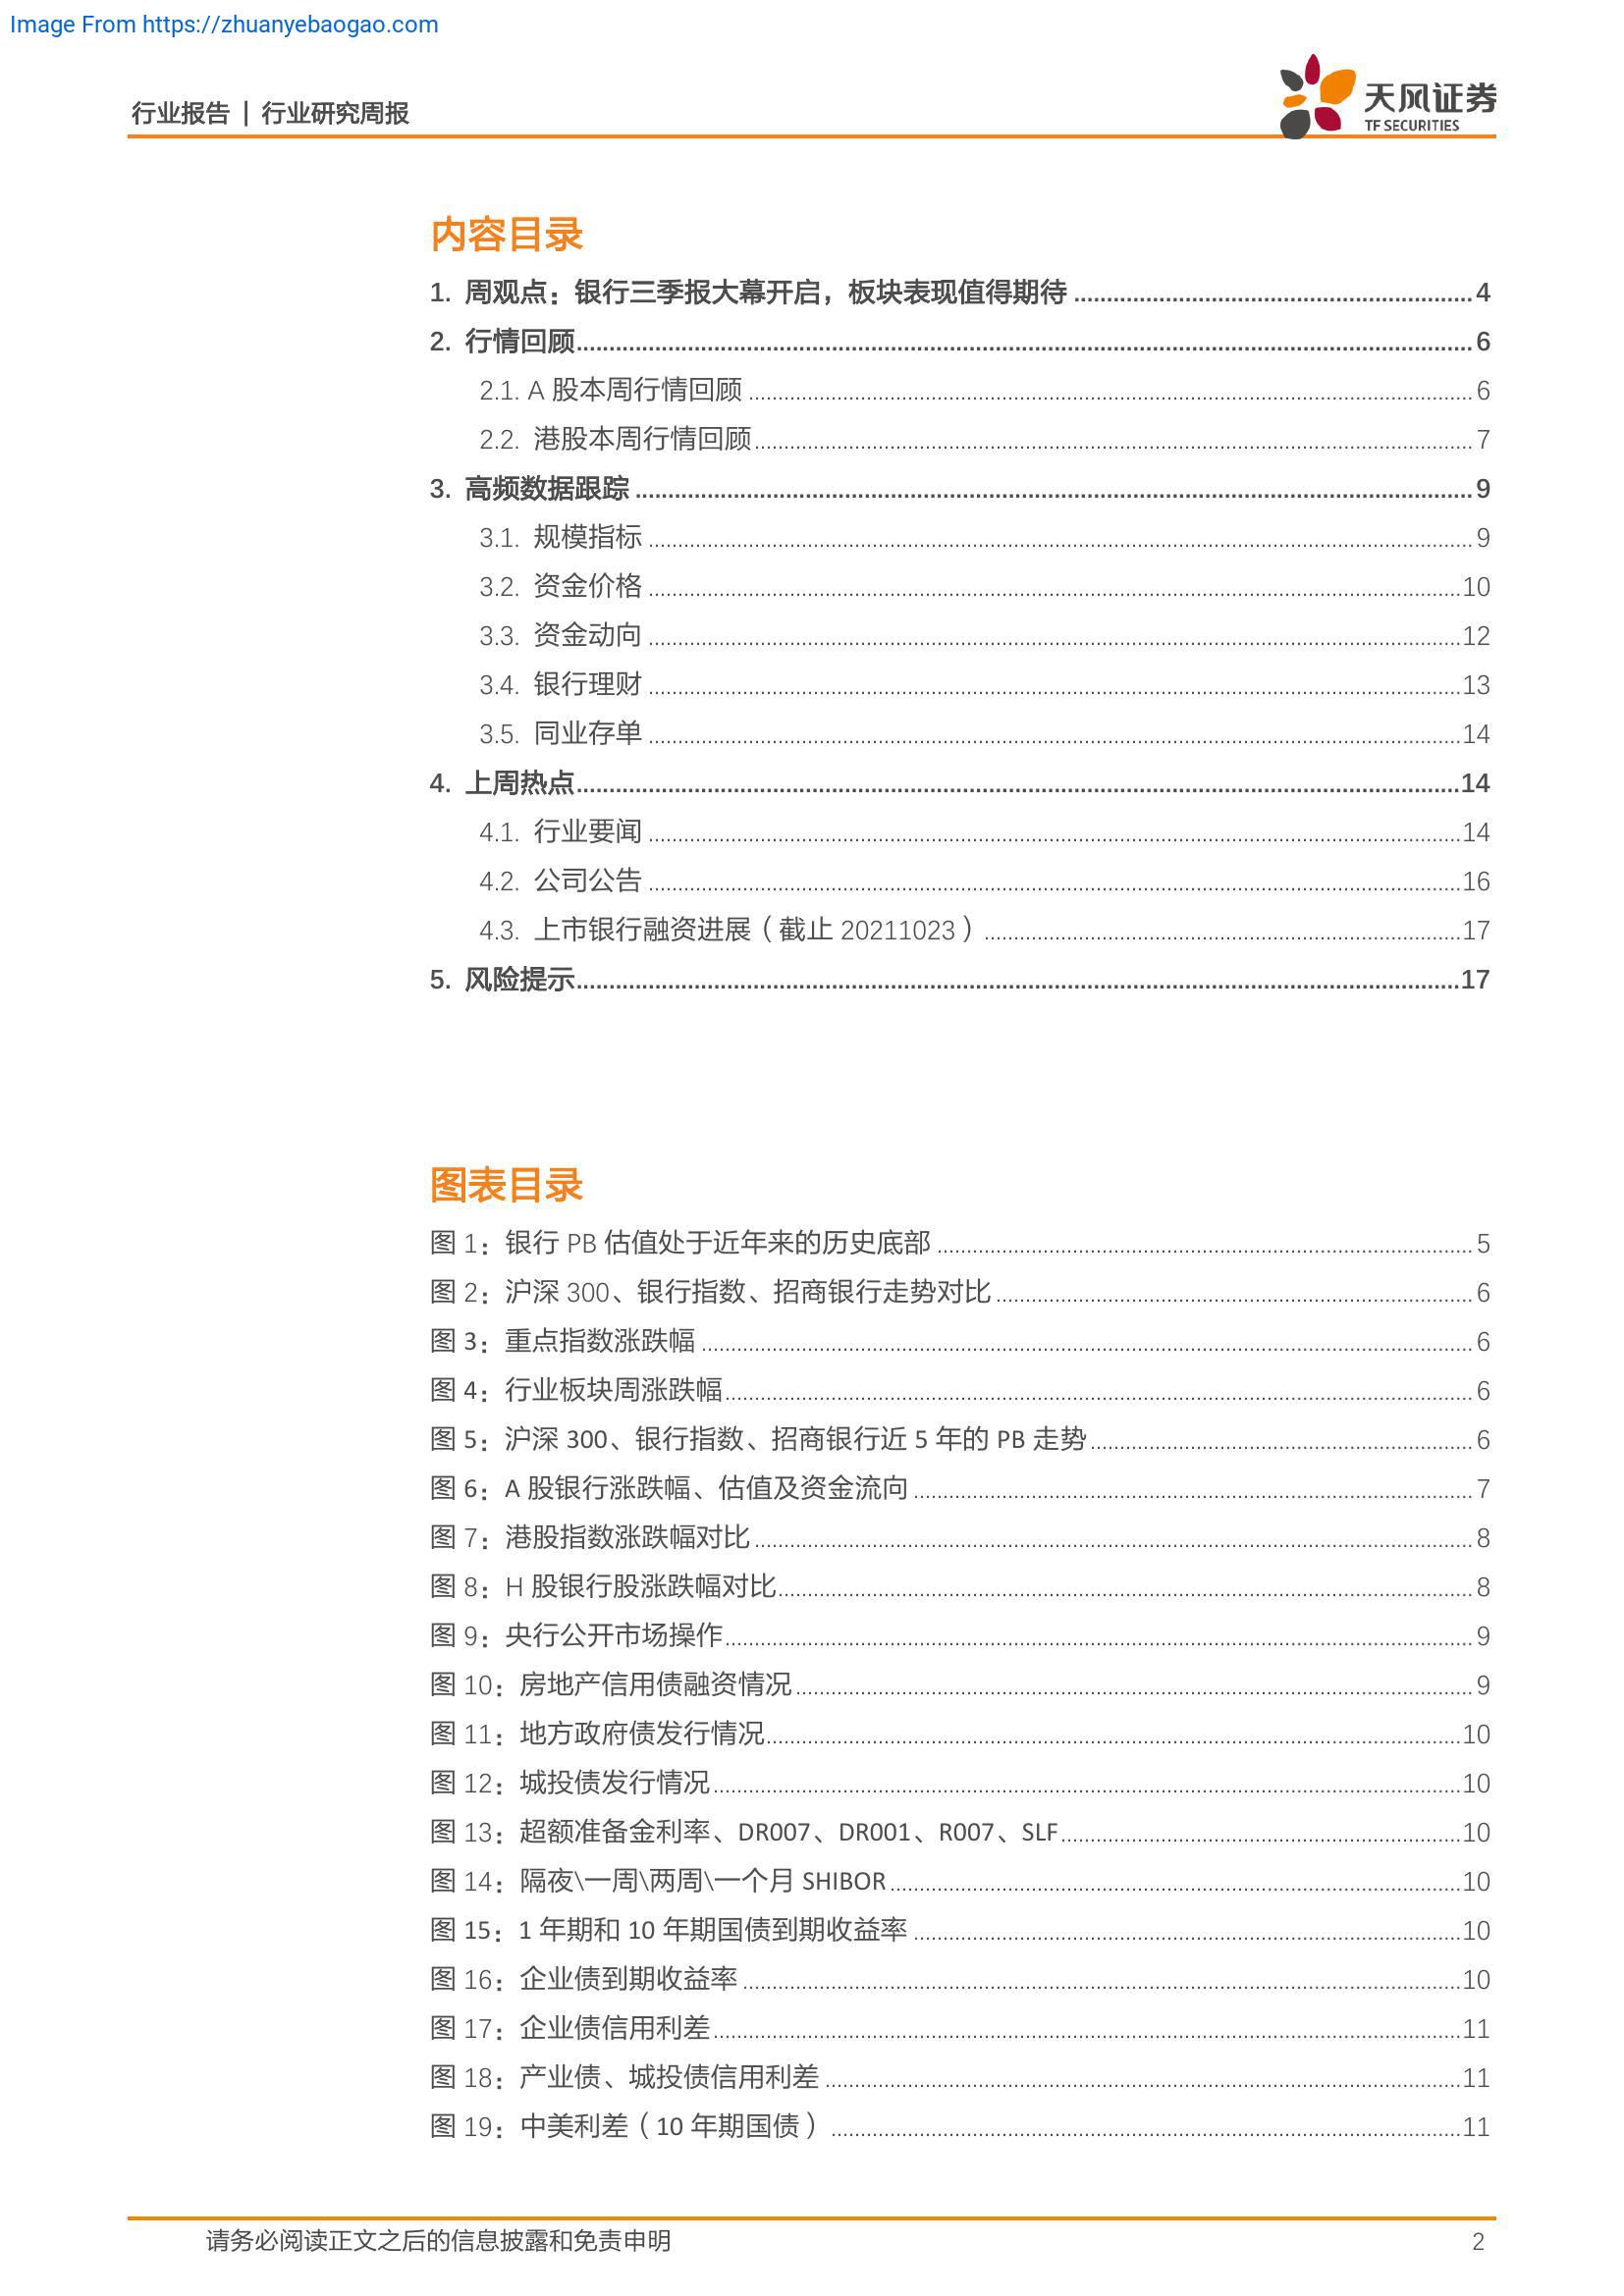 Image From https://zhuanyebaogao.com
行业报告 | 行业研究周报
天风证券
TF SECURITIES
内容目录
1. 周观点：银行三季报大幕开启，板块表现值得期待 ........ 4
2. 行情回顾 ........ 6
2.1. A 股本周行情回顾 ........ 6
2.2. 港股本周行情回顾 ........ 7
3. 高频数据跟踪 ........ 9
3.1. 规模指标 ........ 9
3.2. 资金价格 ........ 10
3.3. 资金动向 ........ 12
3.4. 银行理财 ........ 13
3.5. 同业存单 ........ 14
4. 上周热点 ........ 14
4.1. 行业要闻 ........ 14
4.2. 公司公告 ........ 16
4.3. 上市银行融资进展（截止 20211023） ........ 17
5. 风险提示 ........ 17
图表目录
图 1：银行 PB 估值处于近年来的历史底部 ........ 5
图 2：沪深 300、银行指数、招商银行走势对比 ........ 6
图 3：重点指数涨跌幅 ........ 6
图 4：行业板块周涨跌幅 ........ 6
图 5：沪深 300、银行指数、招商银行近 5 年的 PB 走势 ........ 6
图 6：A 股银行涨跌幅、估值及资金流向 ........ 7
图 7：港股指数涨跌幅对比 ........ 8
图 8：H 股银行股涨跌幅对比 ........ 8
图 9：央行公开市场操作 ........ 9
图 10：房地产信用债融资情况 ........ 9
图 11：地方政府债发行情况 ........ 10
图 12：城投债发行情况 ........ 10
图 13：超额准备金利率、DR007、DR001、R007、SLF ........ 10
图 14：隔夜\一周\两周\一个月 SHIBOR ........ 10
图 15：1 年期和 10 年期国债到期收益率 ........ 10
图 16：企业债到期收益率 ........ 10
图 17：企业债信用利差 ........ 11
图 18：产业债、城投债信用利差 ........ 11
图 19：中美利差（10 年期国债） ........ 11
请务必阅读正文之后的信息披露和免责申明 2